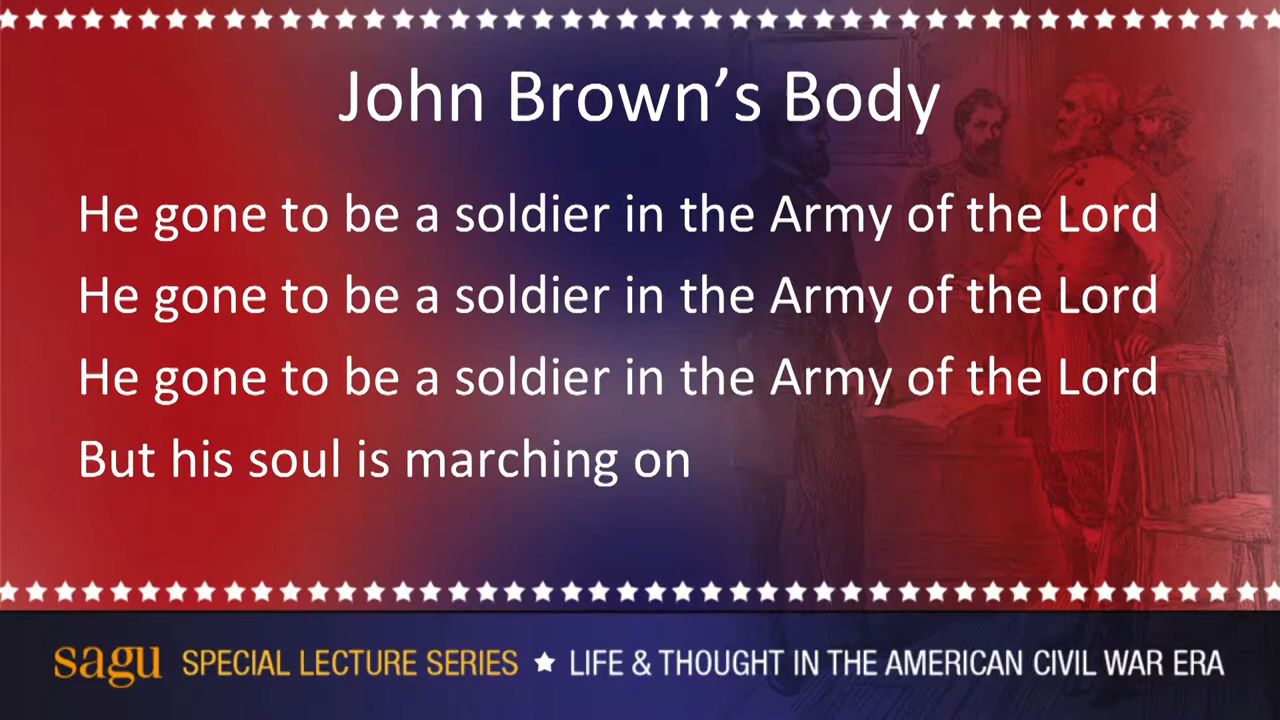 John Brown’s Body
He gone to be a soldier in the Army of the Lord
He gone to be a soldier in the Army of the Lord
He gone to be a soldier in the Army of the Lord
But his soul is marching on
sagu SPECIAL LECTURE SERIES ★ LIFE & THOUGHT IN THE AMERICAN CIVIL WAR ERA